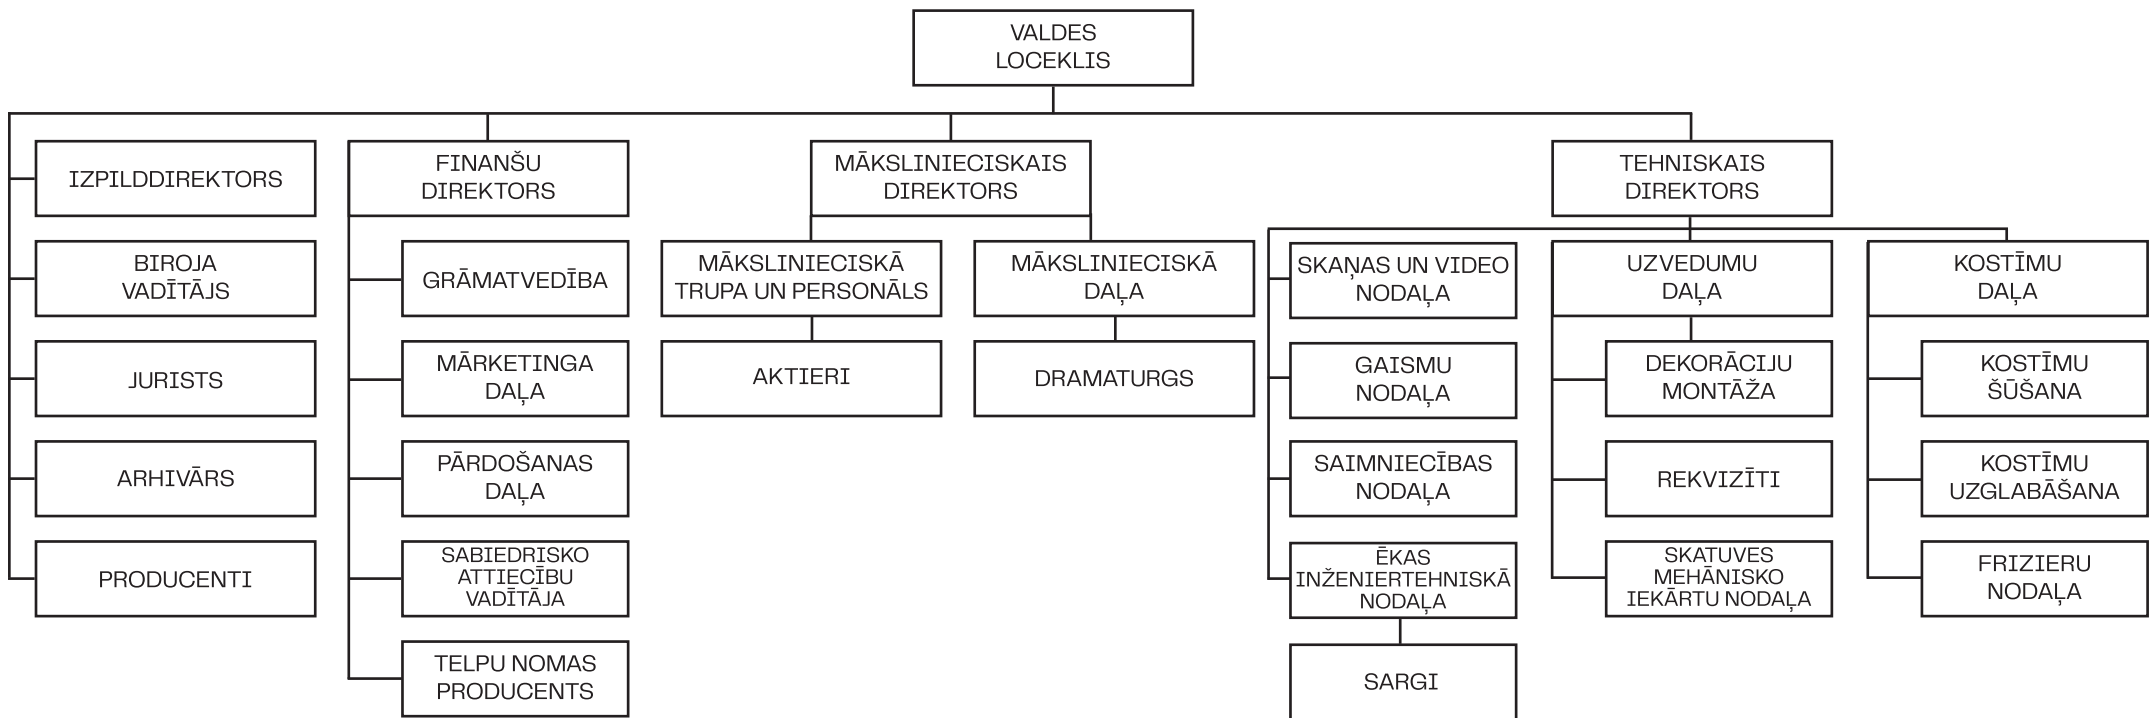 VALDES
LOCEKLIS
IZPILDDIREKTORS
BIROJA
VADĪTĀJS
JURISTS
ARHIVĀRS
PRODUCENTI
FINANŠU
DIREKTORS
GRĀMATVEDĪBA
MĀRKETINGA
DAĻA
PĀRDOŠANAS
DAĻA
SABIEDRISKO
ATTIECĪBU
VADĪTĀJA
TELPU NOMAS
PRODUCENTS
MĀKSLINIECISKAIS
DIREKTORS
MĀKSLINIECISKĀ
TRUPA UN PERSONĀLS
AKTIERI
MĀKSLINIECISKĀ
DAĻA
DRAMATURGS
TEHNISKAIS
DIREKTORS
SKAŅAS UN VIDEO
NODAĻA
GAISMU
NODAĻA
SAIMNIECĪBAS
NODAĻA
ĒKAS
INŽENIERTEHNISKĀ
NODAĻA
SARGI
UZVEDUMU
DAĻA
DEKORĀCIJU
MONTĀŽA
REKVIZĪTI
SKATUVES
MEHĀNISKO
IEKĀRTU NODAĻA
KOSTĪMU
DAĻA
KOSTĪMU
ŠŪŠANA
KOSTĪMU
UZGLABĀŠANA
FRIZIERU
NODAĻA